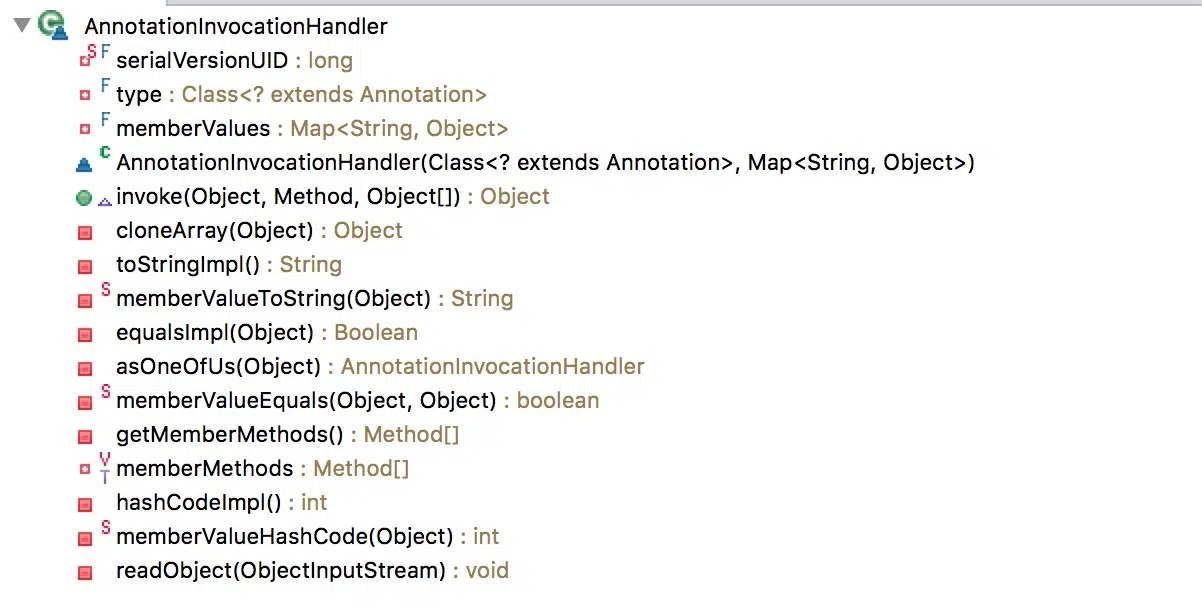 AnnotationInvocationHandler
serialVersionUID : long
type : Class<? extends Annotation>
memberValues : Map<String, Object>
AnnotationInvocationHandler(Class<? extends Annotation>, Map<String, Object>)
invoke(Object, Method, Object[]) : Object
cloneArray(Object) : Object
toStringImpl() : String
memberValueToString(Object) : String
equalsImpl(Object) : Boolean
asOneOfUs(Object) : AnnotationInvocationHandler
memberValueEquals(Object, Object) : boolean
getMemberMethods() : Method[]
memberMethods : Method[]
hashCodeImpl() : int
memberValueHashCode(Object) : int
readObject(ObjectInputStream) : void